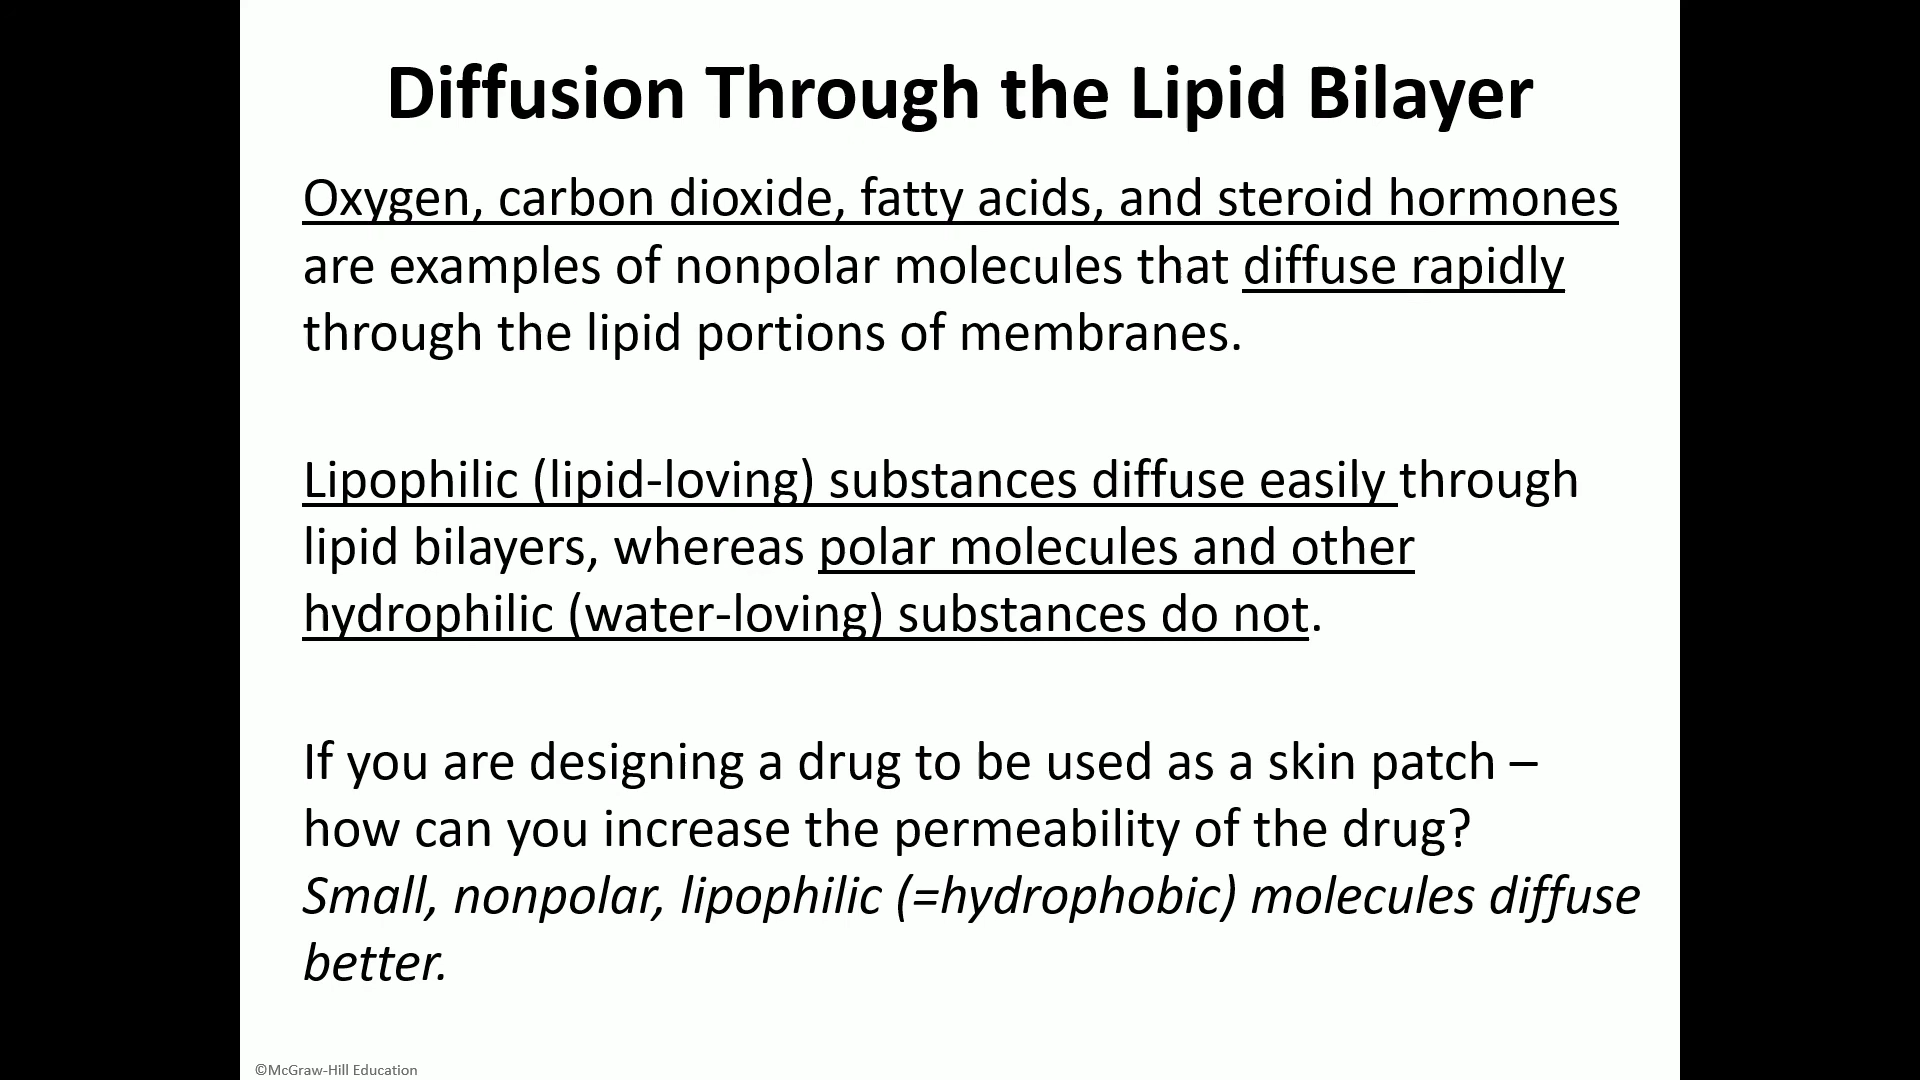 Diffusion Through the Lipid Bilayer
Oxygen, carbon dioxide, fatty acids, and steroid hormones
are examples of nonpolar molecules that diffuse rapidly
through the lipid portions of membranes.
Lipophilic (lipid-loving) substances diffuse easily through
lipid bilayers, whereas polar molecules and other
hydrophilic (water-loving) substances do not.
If you are designing a drug to be used as a skin patch –
how can you increase the permeability of the drug?
Small, nonpolar, lipophilic (=hydrophobic) molecules diffuse
better.
©McGraw-Hill Education